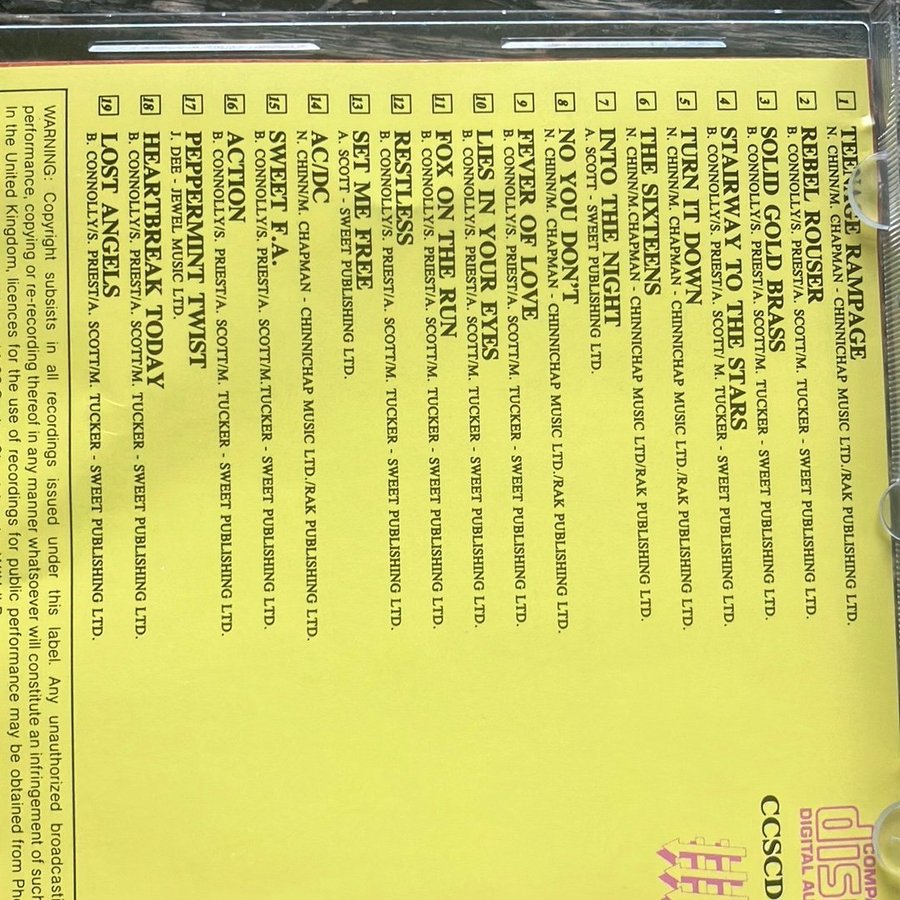 1 TEENAGE RAMPAGE
N. CHINN/M. CHAPMAN - CHINNICHAP MUSIC LTD./RAK PUBLISHING LTD.
2 REBEL ROUSER
B. CONNOLLY/S. PRIEST/A. SCOTT/M. TUCKER - SWEET PUBLISHING LTD.
3 SOLID GOLD BRASS
B. CONNOLLY/S. PRIEST/A. SCOTT/M. TUCKER - SWEET PUBLISHING LTD.
4 STAIRWAY TO THE STARS
B. CONNOLLY/S. PRIEST/A. SCOTT/ M. TUCKER - SWEET PUBLISHING LTD.
5 TURN IT DOWN
N. CHINN/M. CHAPMAN - CHINNICHAP MUSIC LTD./RAK PUBLISHING LTD.
6 THE SIXTEENS
N. CHINN/M.CHAPMAN - CHINNICHAP MUSIC LTD/RAK PUBLISHING LTD.
7 INTO THE NIGHT
A. SCOTT - SWEET PUBLISHING LTD.
8 NO YOU DON'T
N. CHINN/M. CHAPMAN - CHINNICHAP MUSIC LTD./RAK PUBLISHING LTD.
9 FEVER OF LOVE
B. CONNOLLY/S. PRIEST/A. SCOTT/M. TUCKER - SWEET PUBLISHING LTD.
10 LIES IN YOUR EYES
B. CONNOLLY/S. PRIEST/A. SCOTT/M. TUCKER - SWEET PUBLISHING LTD.
11 FOX ON THE RUN
B. CONNOLLY/S. PRIEST/A. SCOTT/M. TUCKER - SWEET PUBLISHING LTD.
12 RESTLESS
B. CONNOLLY/S. PRIEST/A. SCOTT/M. TUCKER - SWEET PUBLISHING LTD.
13 SET ME FREE
A. SCOTT - SWEET PUBLISHING LTD.
14 AC/DC
N. CHINN/M. CHAPMAN - CHINNICHAP MUSIC LTD./RAK PUBLISHING LTD.
15 SWEET F.A.
B. CONNOLLY/S. PRIEST/A. SCOTT/M.TUCKER - SWEET PUBLISHING LTD.
16 ACTION
B. CONNOLLY/S. PRIEST/A. SCOTT/M. TUCKER - SWEET PUBLISHING LTD.
17 PEPPERMINT TWIST
J. DEE - JEWEL MUSIC LTD.
18 HEARTBREAK TODAY
B. CONNOLLY/S. PRIEST/A. SCOTT/M. TUCKER - SWEET PUBLISHING LTD.
19 LOST ANGELS
B. CONNOLLY/S. PRIEST/A. SCOTT/M. TUCKER - SWEET PUBLISHING LTD.
COMPA
dis
DIGITAL AU
CCSCD
WARNING: Copyright subsists in all recordings issued under this label. Any unauthorized broadcasti
performance, copying or re-recording thereof in any manner whatsoever will constitute an infringement of such
In the United Kingdom, licences for the use of recordings for public performance may be obtained from Pho